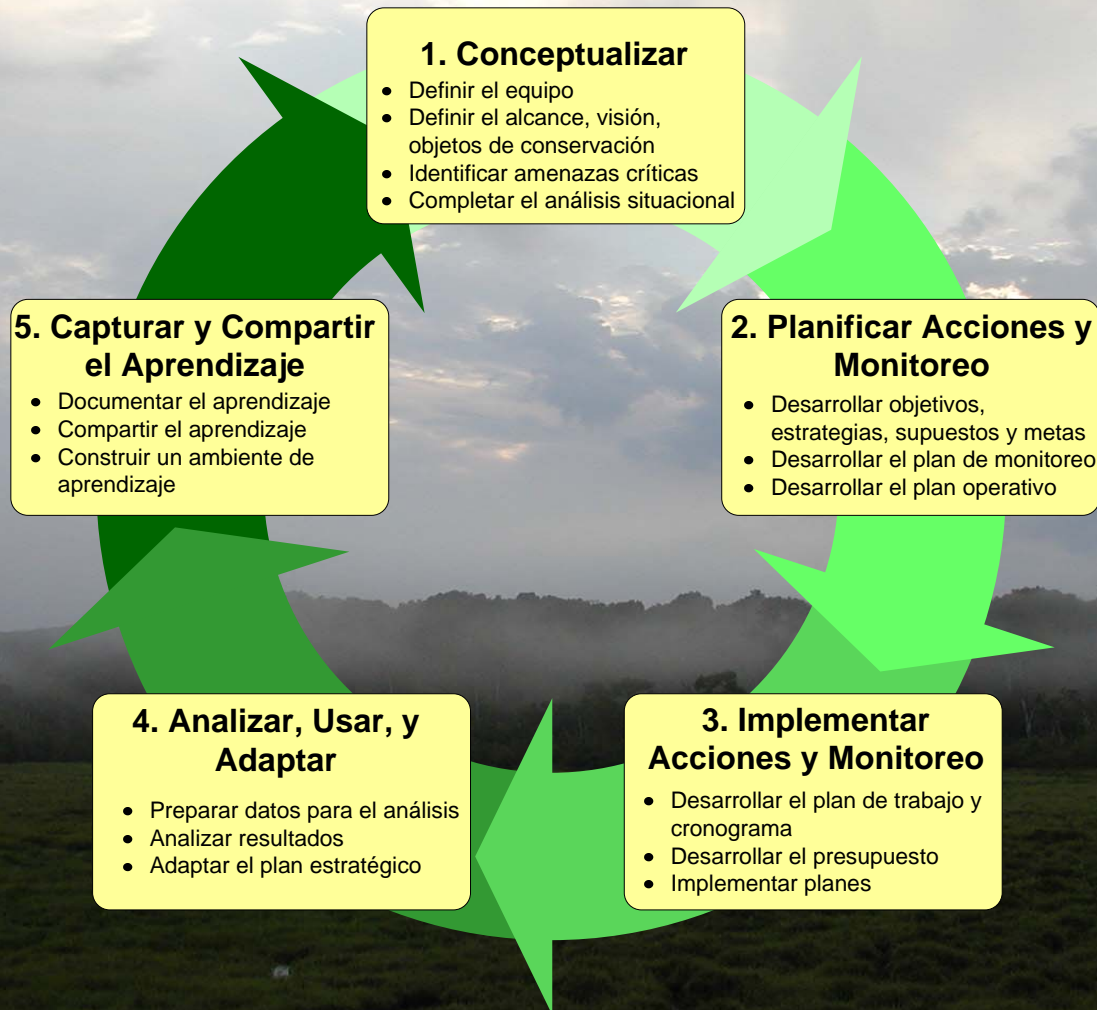 1. Conceptualizar
• Definir el equipo
• Definir el alcance, visión,
objetos de conservación
• Identificar amenazas críticas
• Completar el análisis situacional
2. Planificar Acciones y
Monitoreo
• Desarrollar objetivos,
estrategias, supuestos y metas
• Desarrollar el plan de monitoreo
• Desarrollar el plan operativo
3. Implementar
Acciones y Monitoreo
• Desarrollar el plan de trabajo y
cronograma
• Desarrollar el presupuesto
• Implementar planes
4. Analizar, Usar, y
Adaptar
• Preparar datos para el análisis
• Analizar resultados
• Adaptar el plan estratégico
5. Capturar y Compartir
el Aprendizaje
• Documentar el aprendizaje
• Compartir el aprendizaje
• Construir un ambiente de
aprendizaje